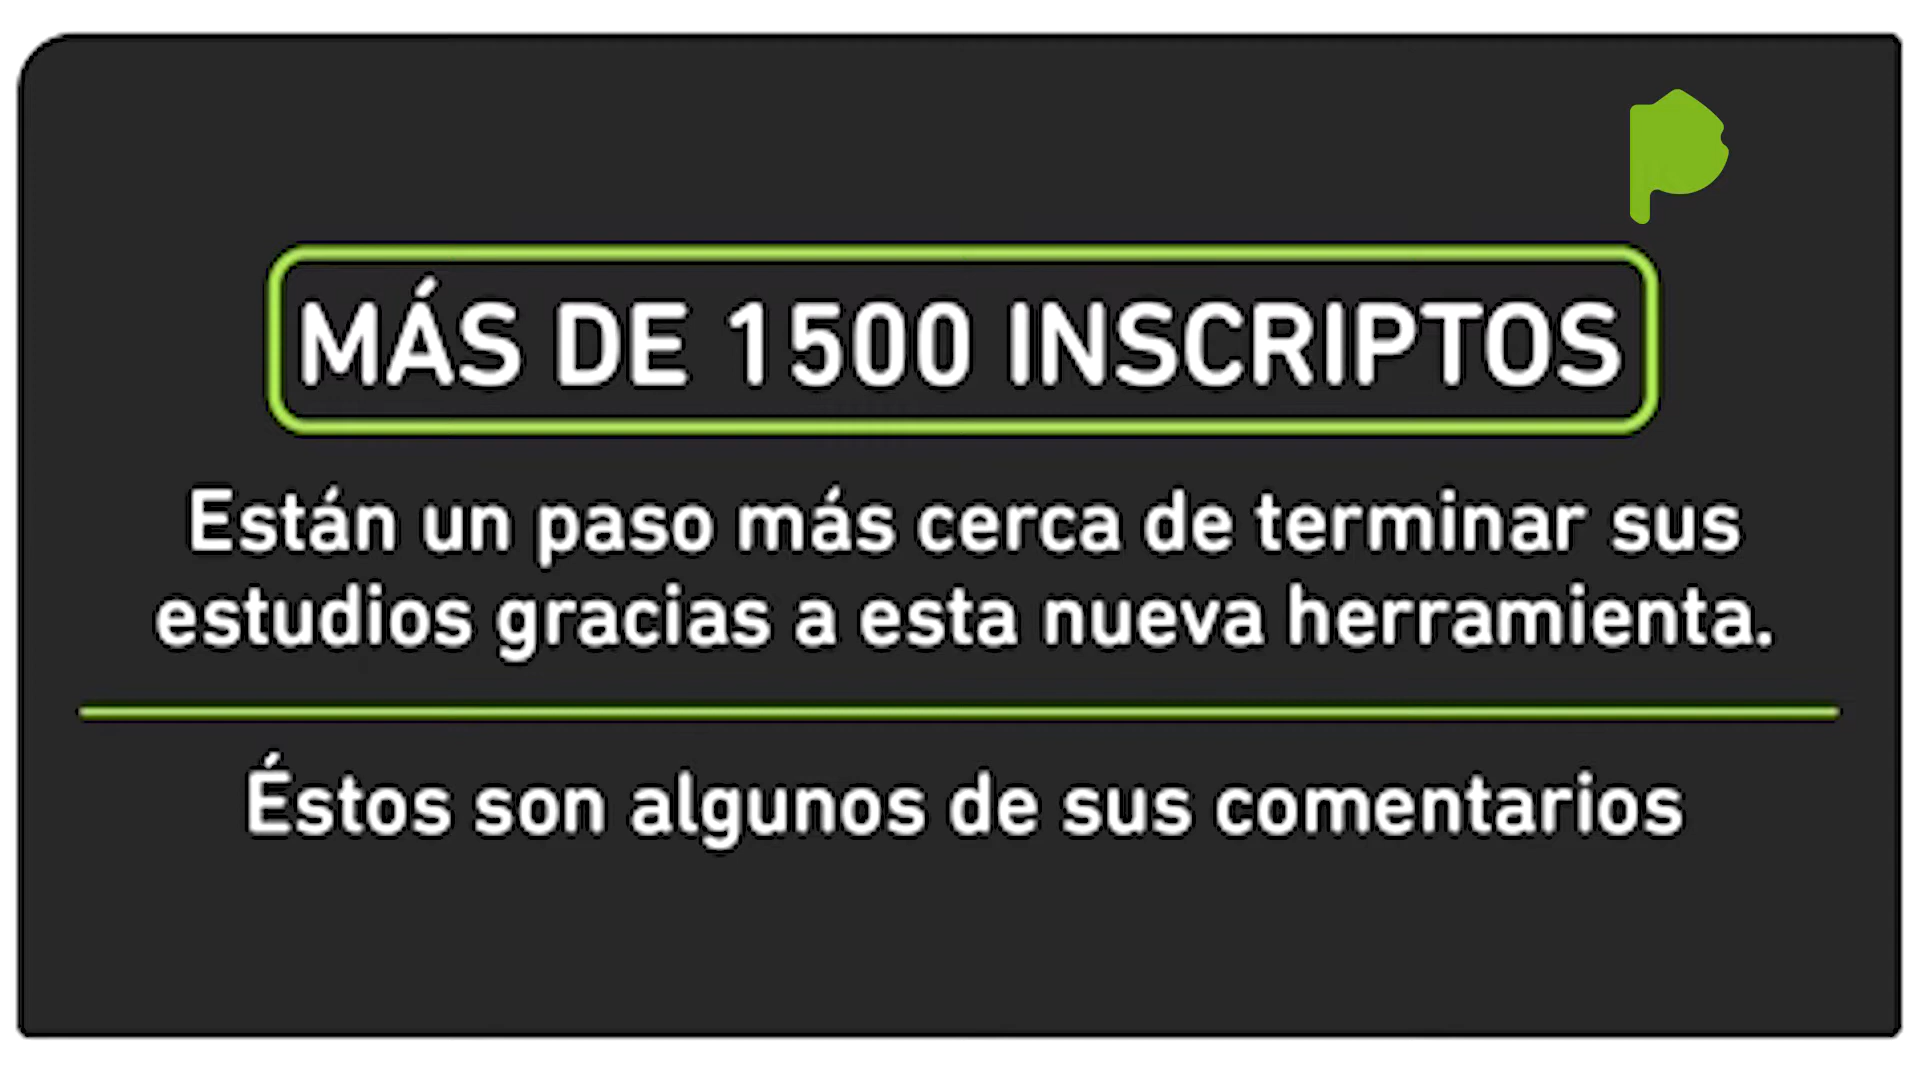 MÁS DE 1500 INSCRIPTOS
Están un paso más cerca de terminar sus
estudios gracias a esta nueva herramienta.
Éstos son algunos de sus comentarios